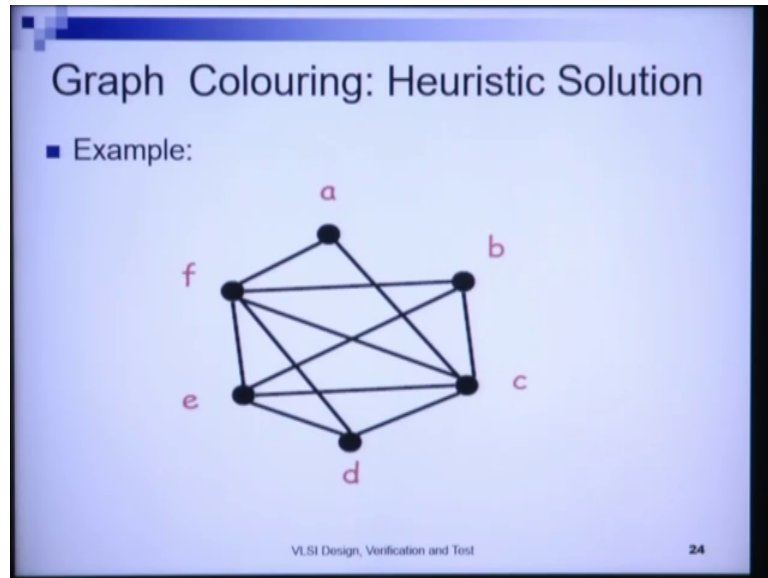 Graph Colouring: Heuristic Solution
Example:
a
b
f
c
e
d
VLSI Design, Verification and Test
24